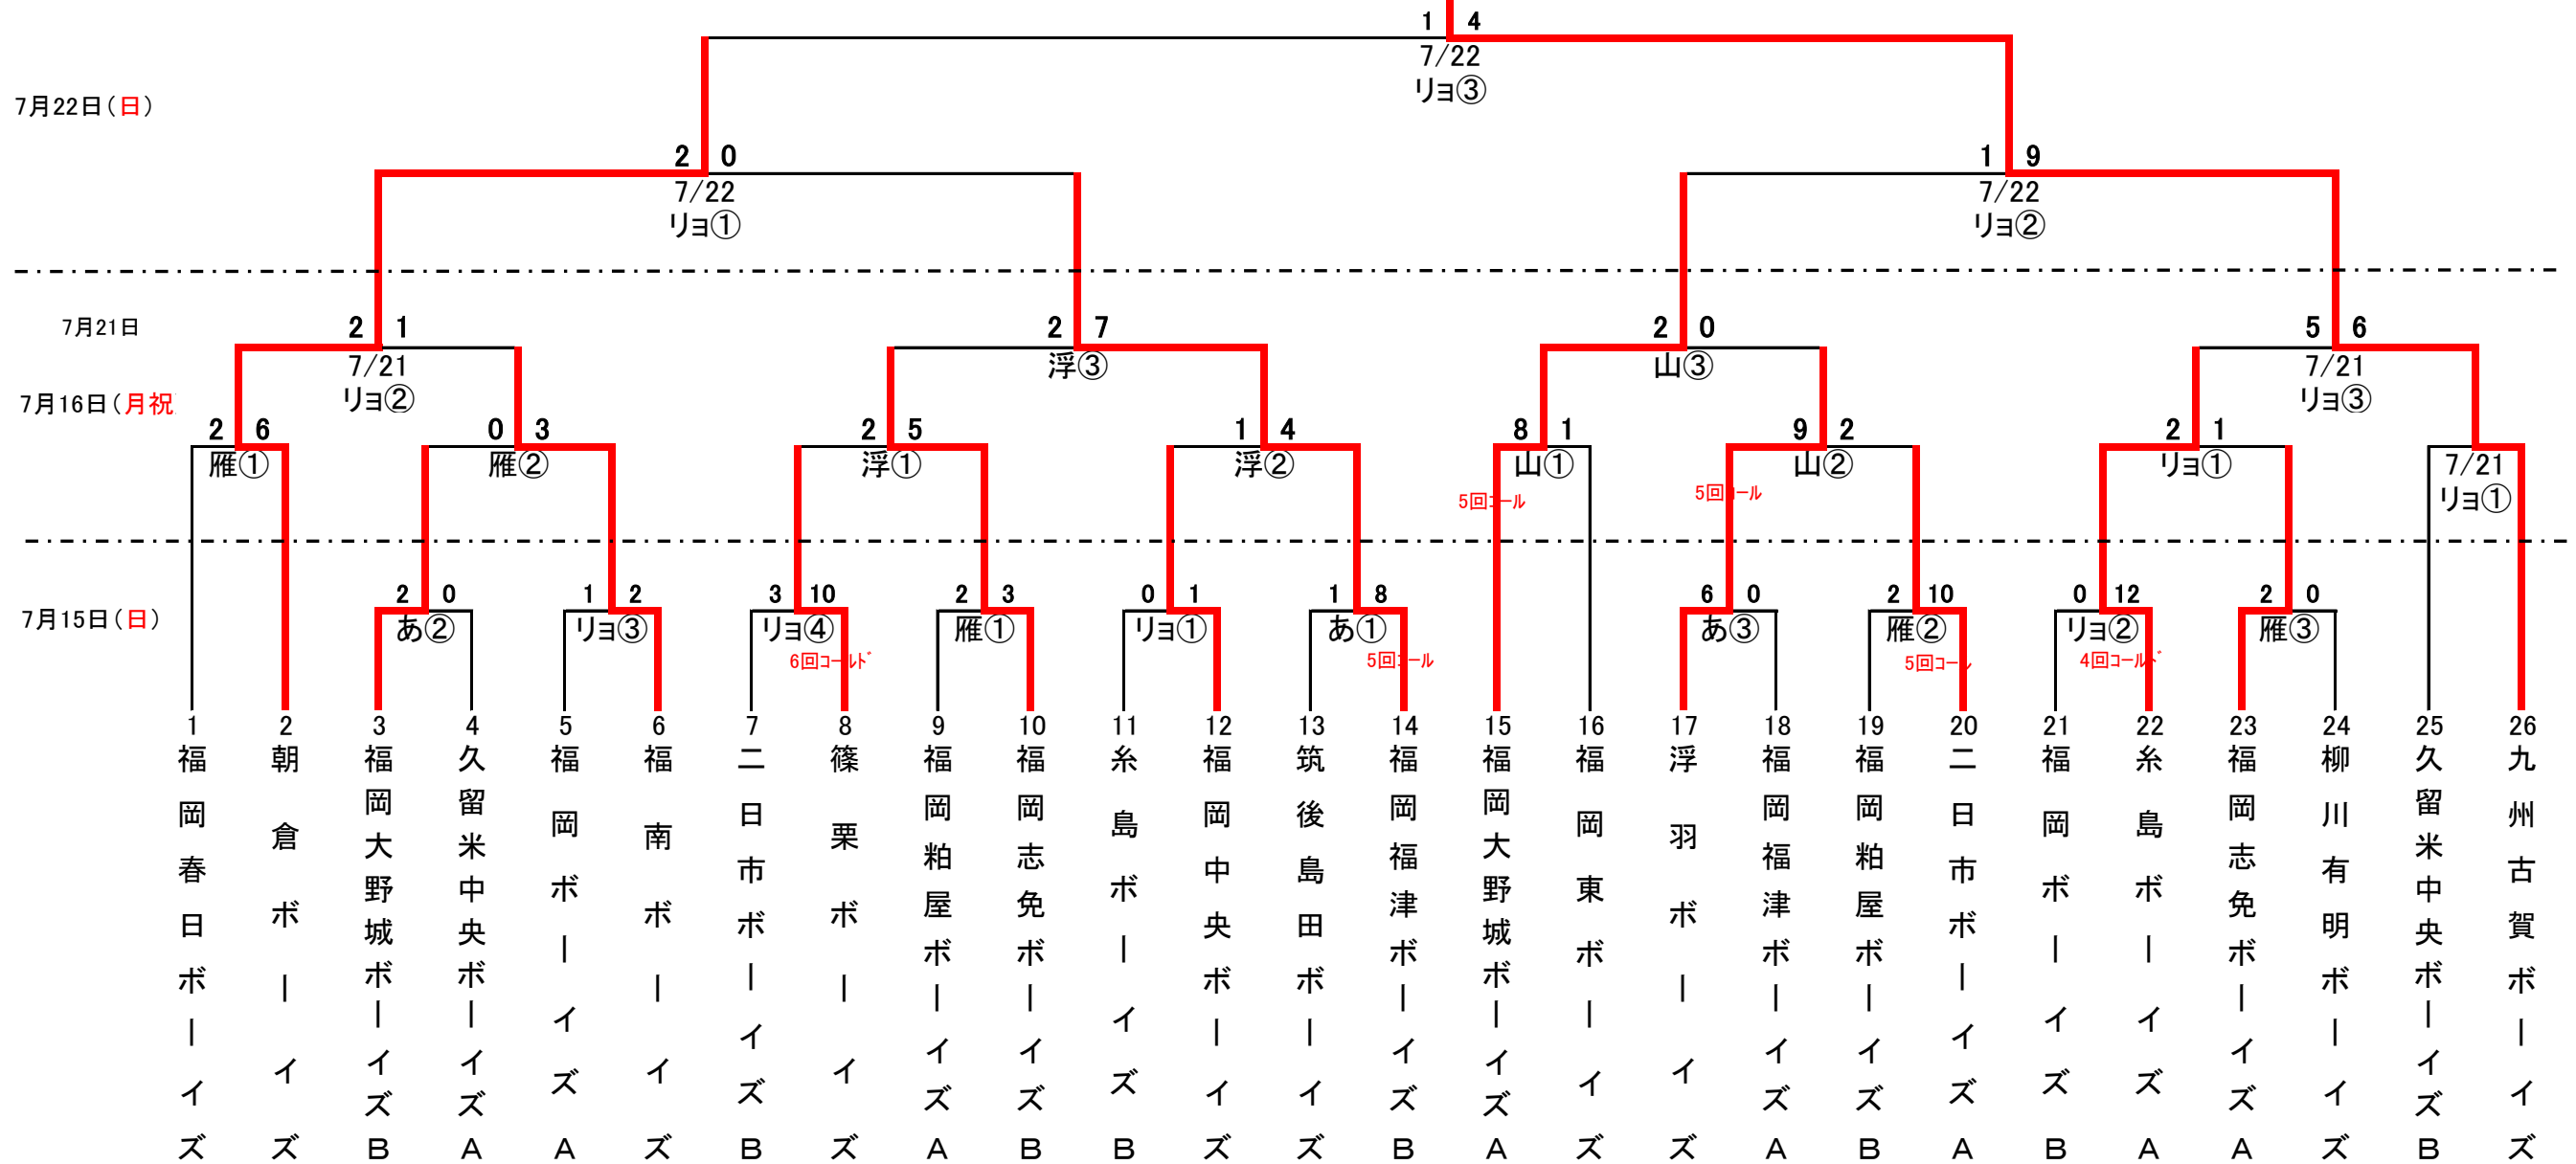 1 4
7/22
リョ③
7月22日(日)
2 0
7/22
リョ①
1 9
7/22
リョ②
7月21日
2 1
7/21
リョ②
2 7
浮③
2 0
山③
5 6
7/21
リョ③
7月16日(月祝
2 6
雁①
0 3
雁②
2 5
浮①
1 4
浮②
8 1
山①
9 2
山②
2 1
リョ①
7/21
リョ①
5回コール
5回コール
7月15日(日)
2 0
あ②
1 2
リョ③
3 10
リョ④
2 3
雁①
0 1
リョ①
1 8
あ①
6 0
あ③
2 10
雁②
0 12
リョ②
2 0
雁③
6回コールド
5回コール
5回コール
4回コールド
1 福岡春日ボーイズ
2 朝倉ボーイズ
3 福岡大野城ボーイズB
4 久留米中央ボーイズA
5 福岡ボーイズA
6 福南ボーイズ
7 二日市ボーイズB
8 篠栗ボーイズ
9 福岡粕屋ボーイズA
10 福岡志免ボーイズB
11 糸島ボーイズB
12 福岡中央ボーイズ
13 筑後島田ボーイズ
14 福岡福津ボーイズB
15 福岡大野城ボーイズA
16 福岡東ボーイズ
17 浮羽ボーイズ
18 福岡福津ボーイズA
19 福岡粕屋ボーイズB
20 二日市ボーイズA
21 福岡ボーイズB
22 糸島ボーイズA
23 福岡志免ボーイズA
24 柳川有明ボーイズ
25 久留米中央ボーイズB
26 九州古賀ボーイズ